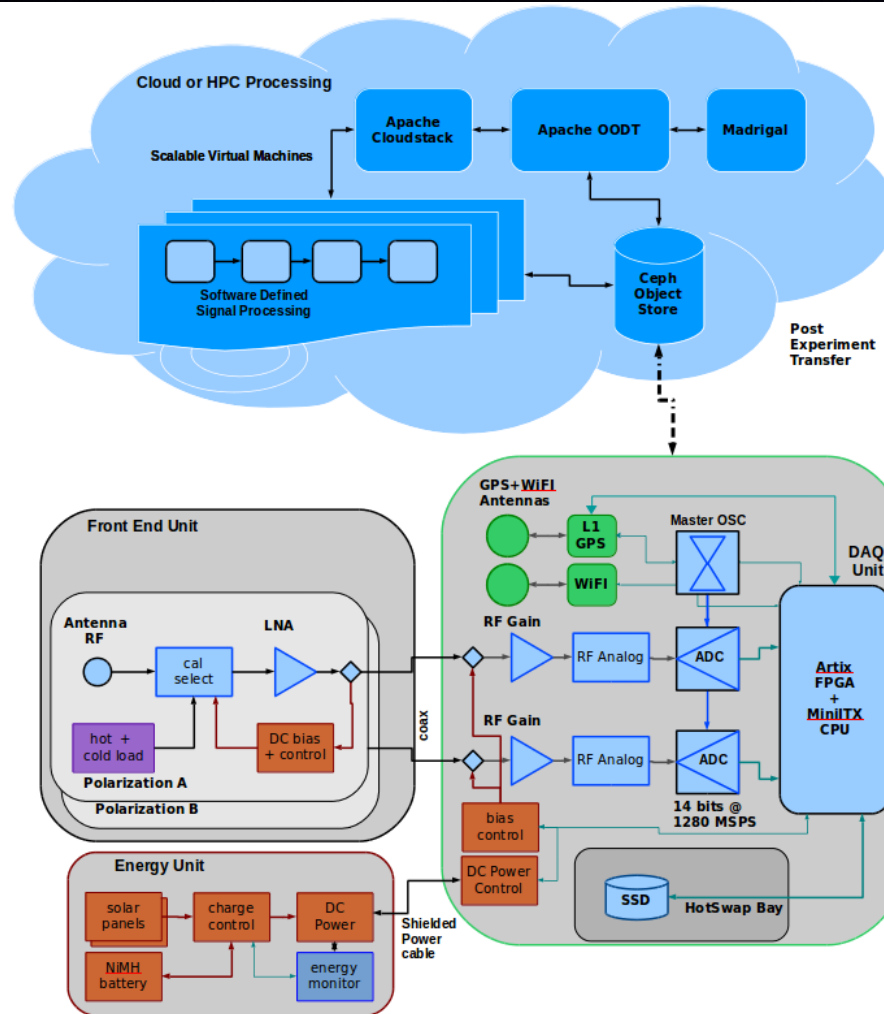 Cloud or HPC Processing
Apache
Cloudstack
Apache OODT
Madrigal
Scalable Virtual Machines
Software Defined
Signal Processing
Ceph
Object
Store
Post
Experiment
Transfer
Front End Unit
Antenna
RF
LNA
cal
select
hot +
cold load
DC bias
+ control
Polarization A
Polarization B
coax
GPS+WiFI
Antennas
L1
GPS
WiFI
Master OSC
DAQ
Unit
RF Gain
RF Analog
ADC
RF Gain
RF Analog
ADC
14 bits @
1280 MSPS
Artix
FPGA
+
MiniITX
CPU
bias
control
DC Power
Control
SSD
HotSwap Bay
Energy Unit
solar
panels
charge
control
DC
Power
NiMH
battery
energy
monitor
Shielded
Power
cable